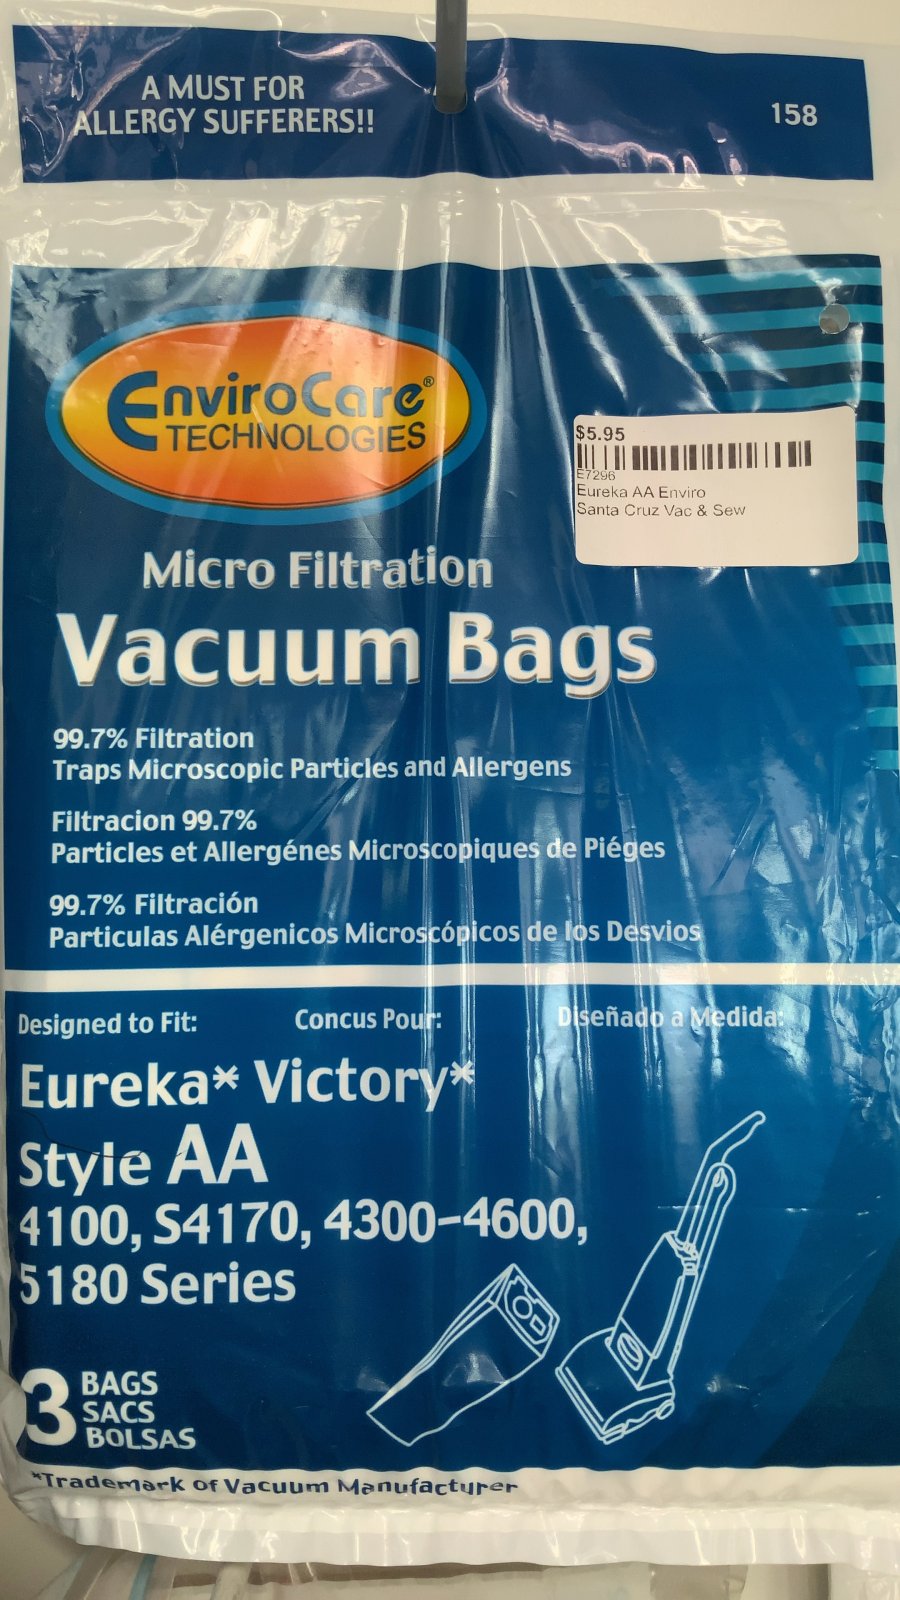 A MUST FOR
ALLERGY SUFFERERS!!
158
EnviroCare®
TECHNOLOGIES
$5.95
E7296
Eureka AA Enviro
Santa Cruz Vac & Sew
Micro Filtration
Vacuum Bags
99.7% Filtration
Traps Microscopic Particles and Allergens
Filtracion 99.7%
Particles et Allergénes Microscopiques de Piéges
99.7% Filtración
Particulas Alérgenicos Microscópicos de los Desvios
Designed to Fit: Concus Pour: Diseñado a Medida:
Eureka* Victory*
Style AA
4100, S4170, 4300-4600,
5180 Series
3 BAGS
SACS
BOLSAS
*Trademark of Vacuum Manufacturer